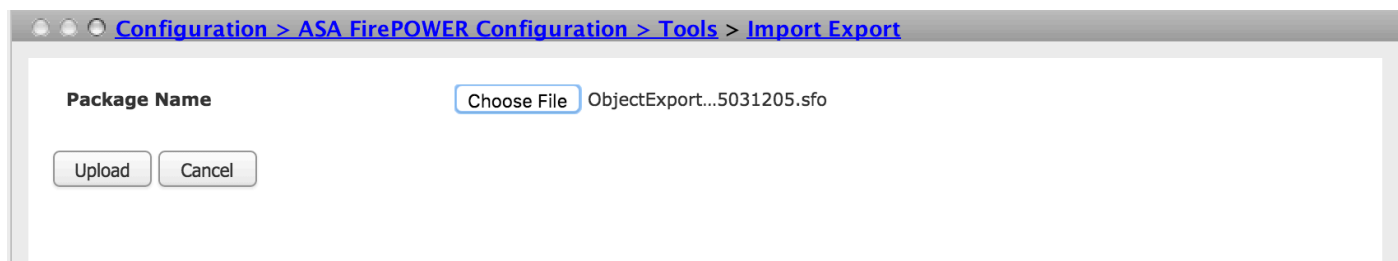 Configuration > ASA FirePOWER Configuration > Tools > Import Export
Package Name Choose File ObjectExport...5031205.sfo
Upload Cancel